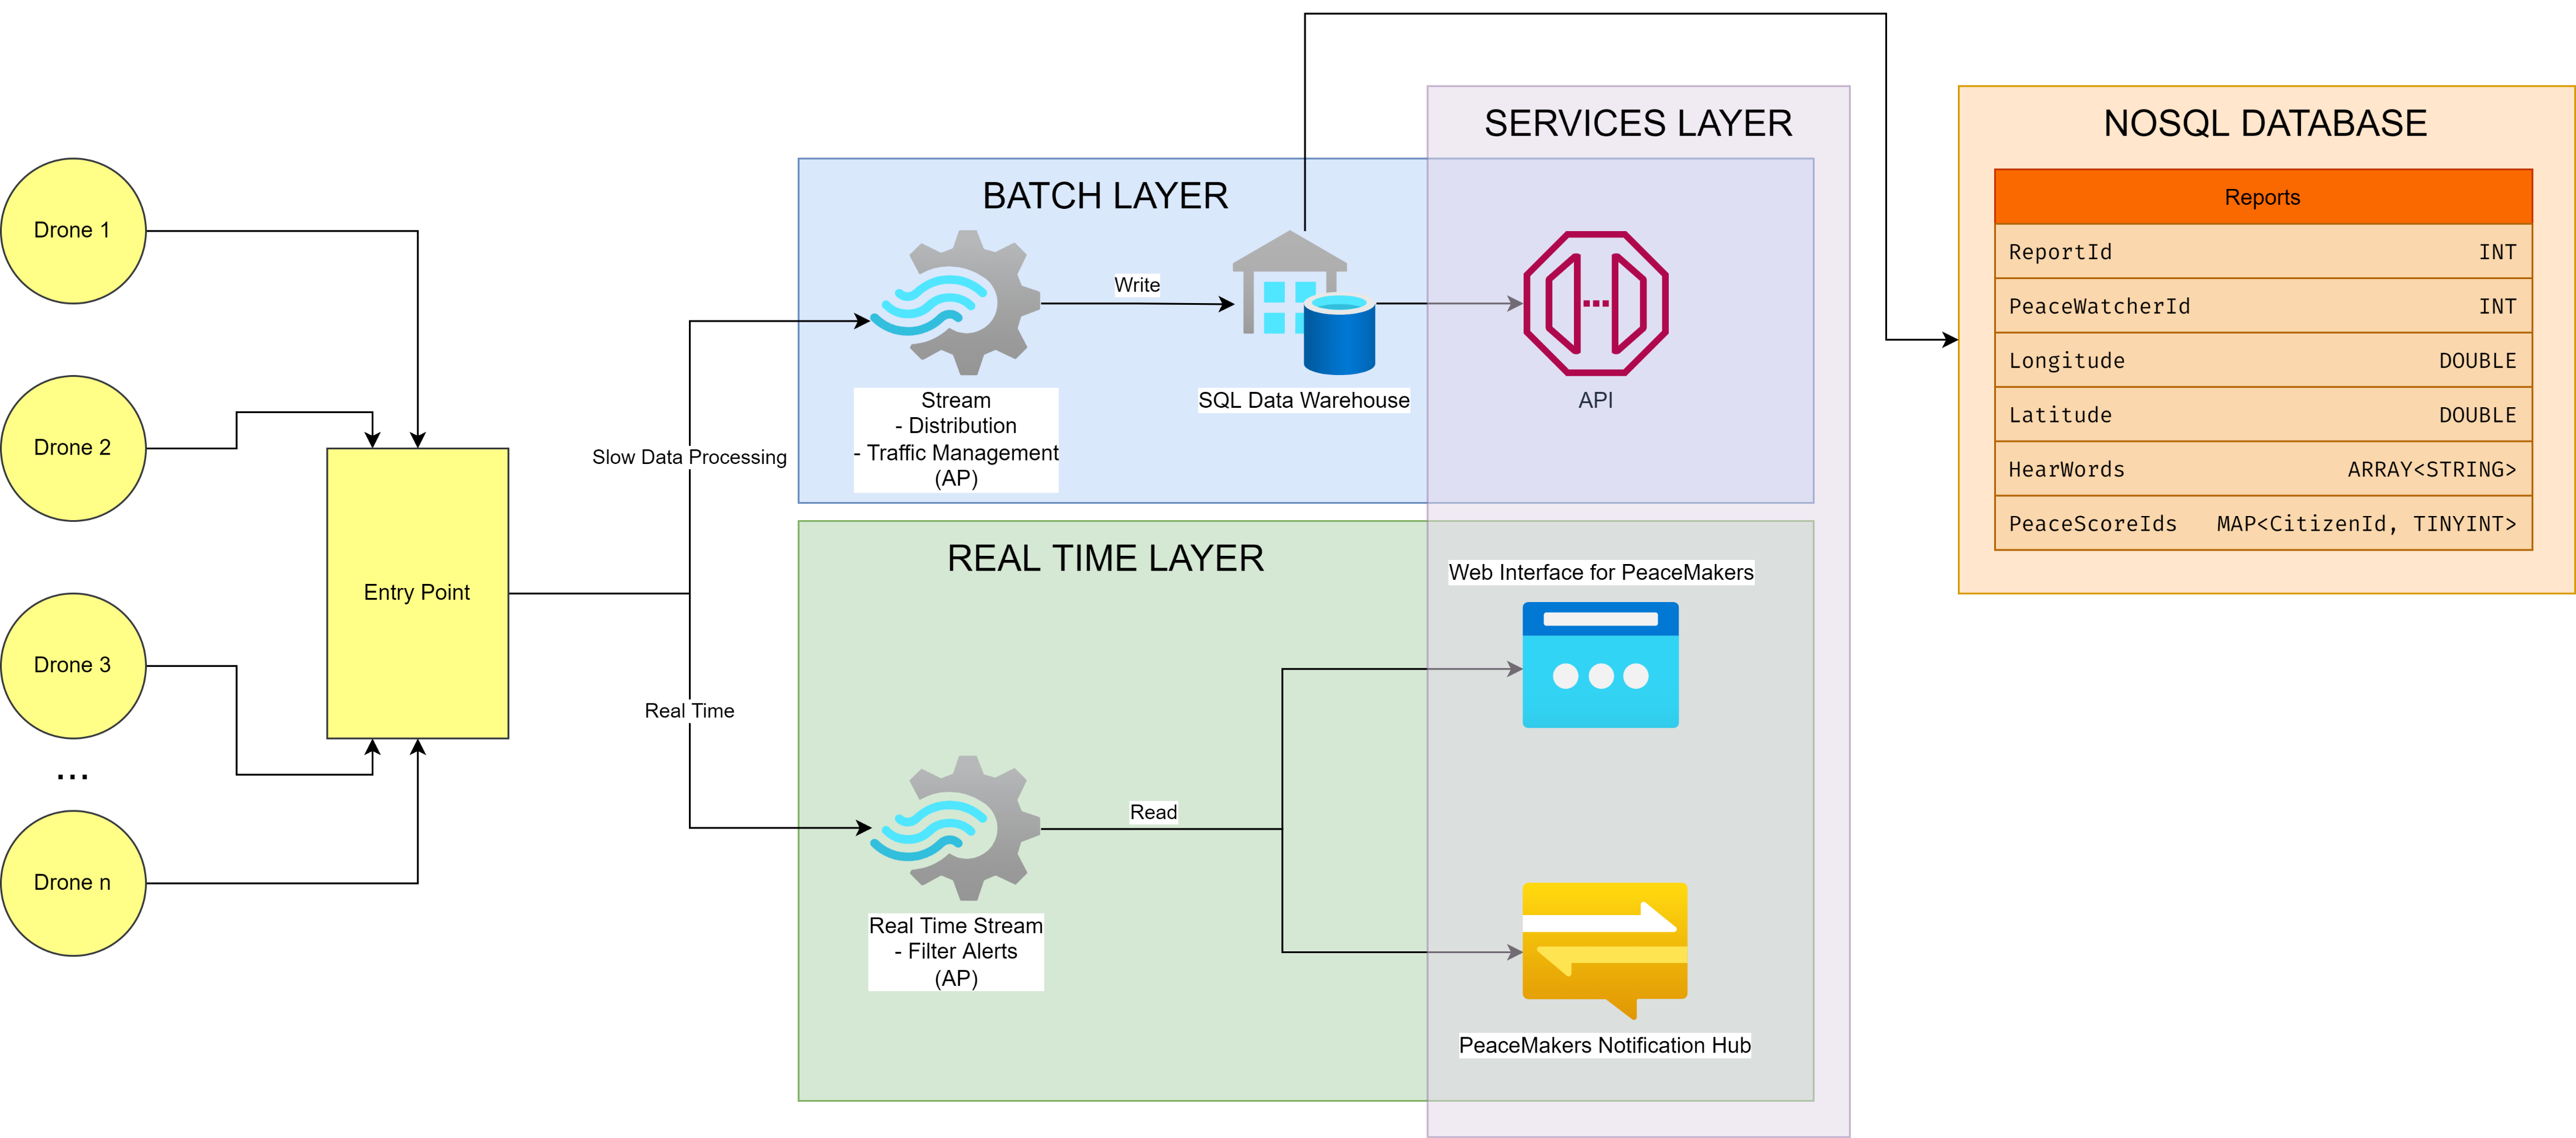 Drone 1
Drone 2
Drone 3
...
Drone n
Entry Point
Slow Data Processing
Real Time
BATCH LAYER
Stream
- Distribution
- Traffic Management
(AP)
Write
SQL Data Warehouse
SERVICES LAYER
API
REAL TIME LAYER
Real Time Stream
- Filter Alerts
(AP)
Read
Web Interface for PeaceMakers
PeaceMakers Notification Hub
NOSQL DATABASE
Reports
ReportId INT
PeaceWatcherId INT
Longitude DOUBLE
Latitude DOUBLE
HearWords ARRAY<STRING>
PeaceScoreIds MAP<CitizenId, TINYINT>